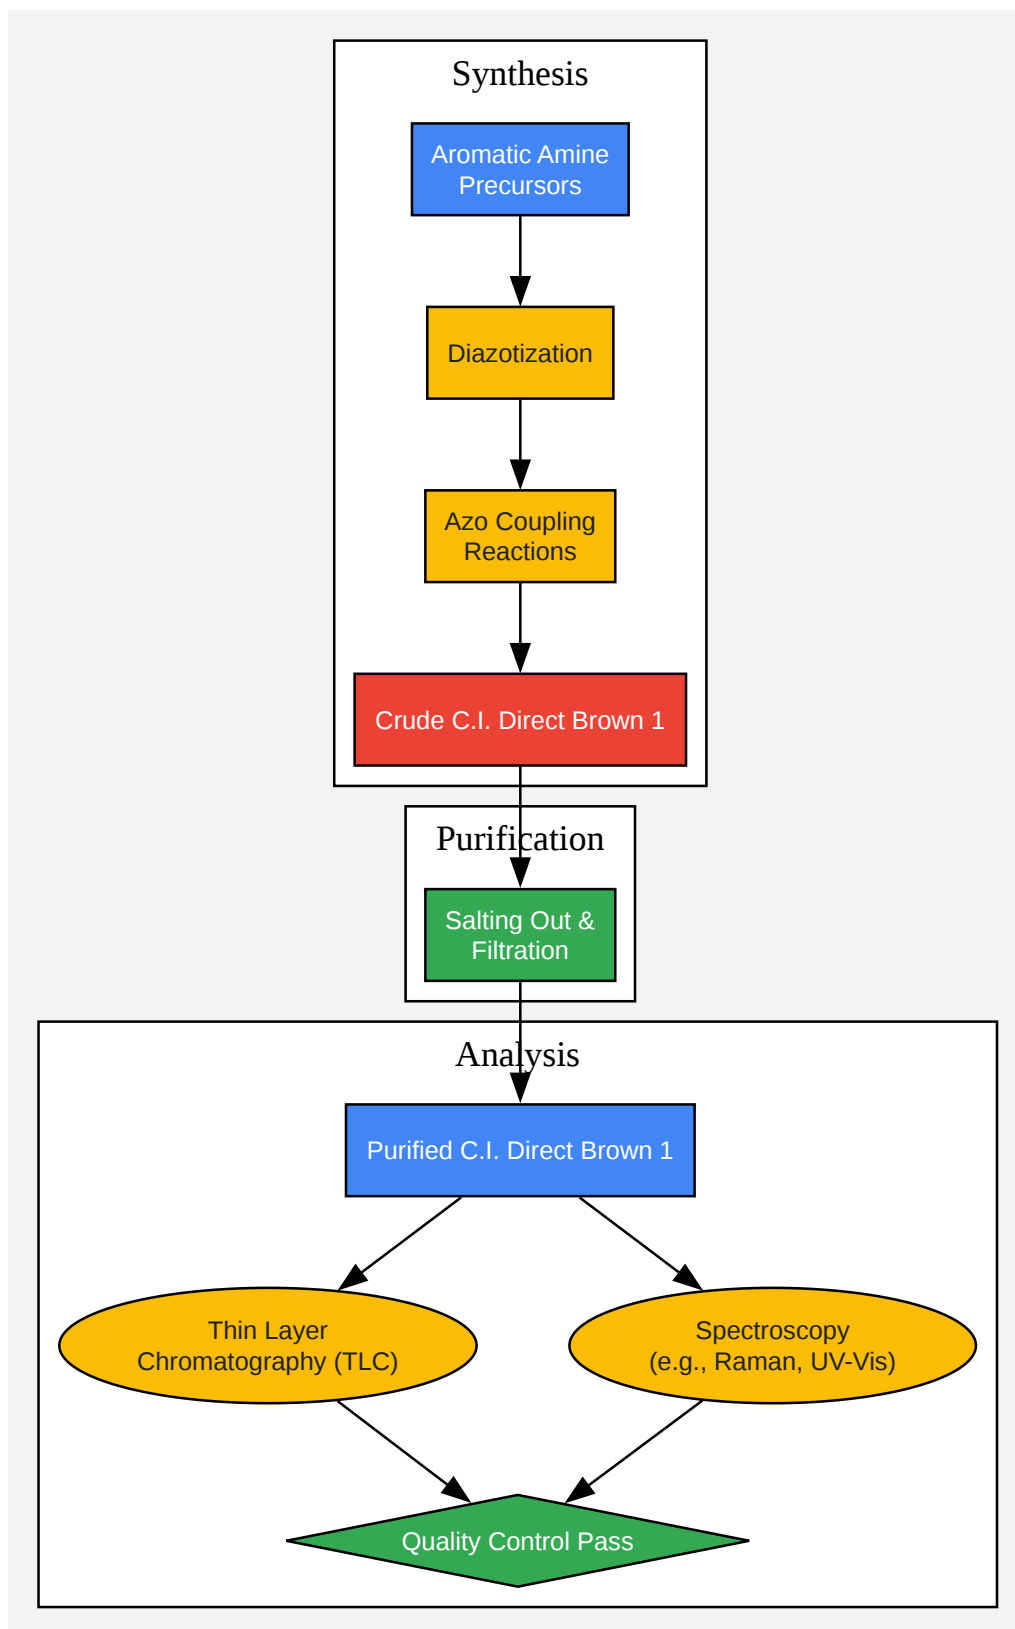 Synthesis
Aromatic Amine
Precursors
Diazotization
Azo Coupling
Reactions
Crude C.I. Direct Brown 1
Purification
Salting Out &
Filtration
Analysis
Purified C.I. Direct Brown 1
Thin Layer
Chromatography (TLC)
Spectroscopy
(e.g., Raman, UV-Vis)
Quality Control Pass